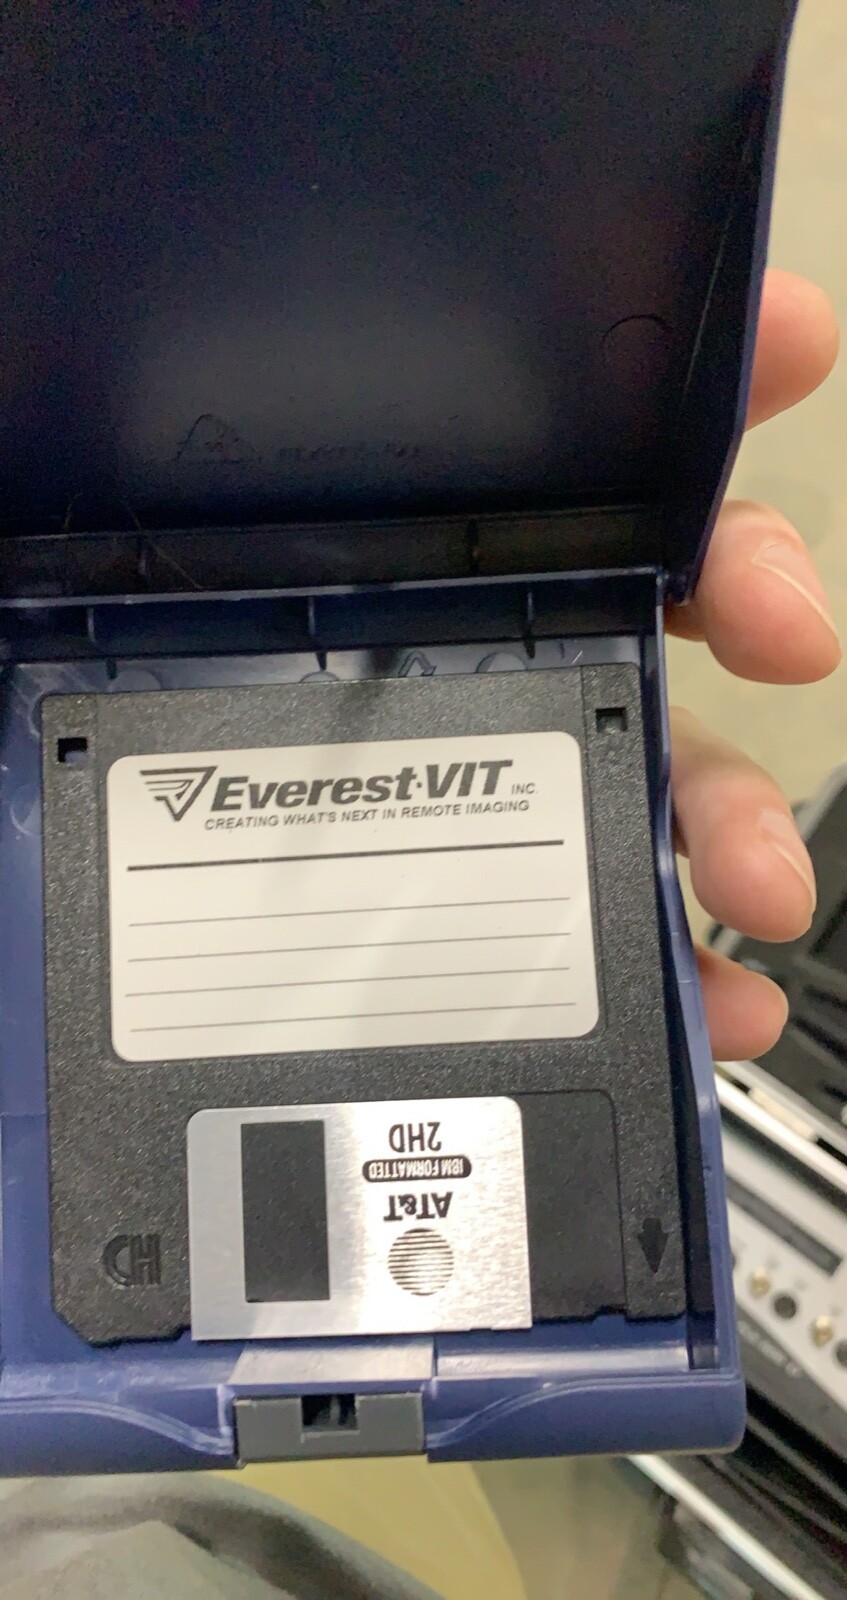 Everest·VIT INC.
CREATING WHAT'S NEXT IN REMOTE IMAGING
2HD
IBM FORMATTED
AT&T
HD